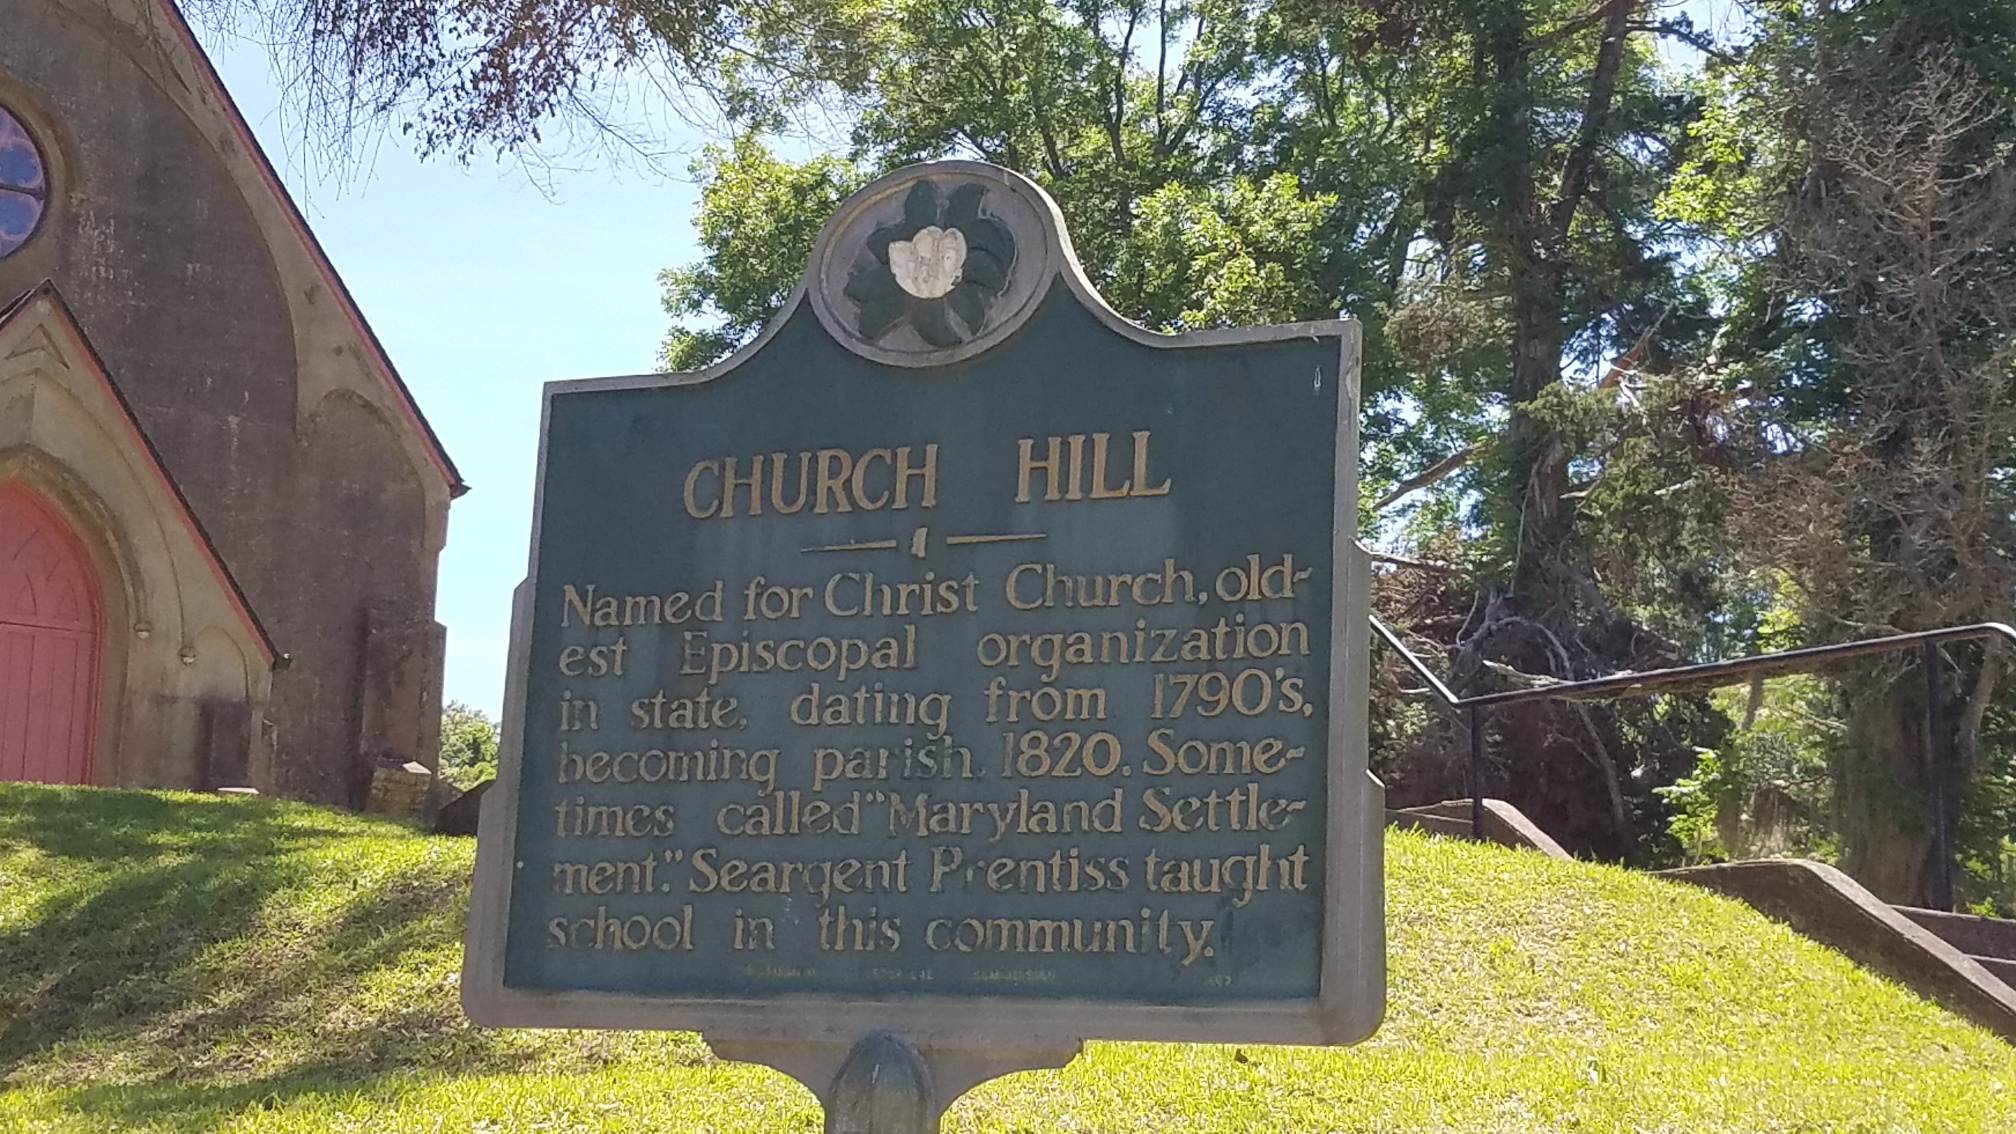 CHURCH HILL
Named for Christ Church, old-
est Episcopal organization
in state, dating from 1790's,
becoming parish, 1820. Some-
times called "Maryland Settle-
ment." Seargent Prentiss taught
school in this community.